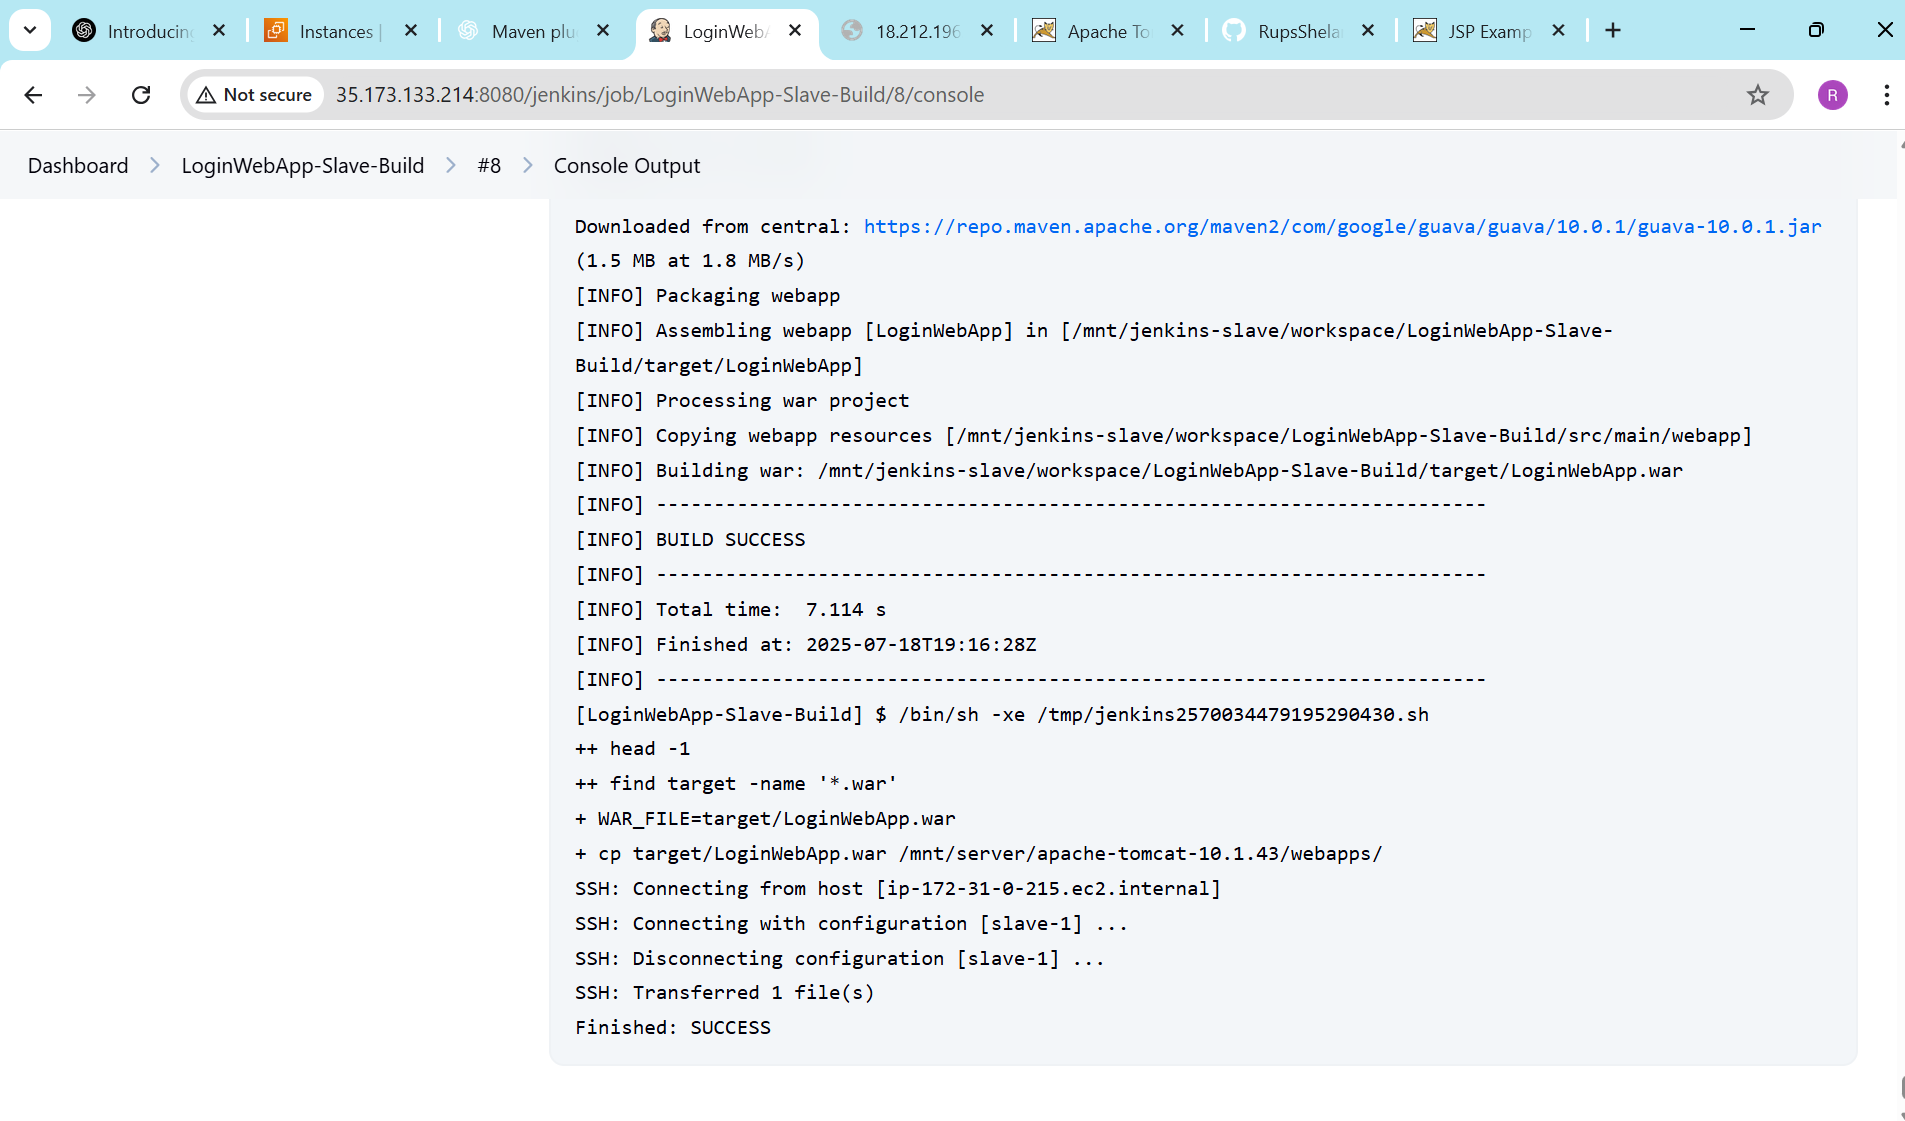 Introducing
Instances |
Maven plu
LoginWebA
18.212.196
Apache To
RupsShela
JSP Examp
Not secure
35.173.133.214:8080/jenkins/job/LoginWebApp-Slave-Build/8/console
R
Dashboard > LoginWebApp-Slave-Build > #8 > Console Output
Downloaded from central: https://repo.maven.apache.org/maven2/com/google/guava/guava/10.0.1/guava-10.0.1.jar
(1.5 MB at 1.8 MB/s)
[INFO] Packaging webapp
[INFO] Assembling webapp [LoginWebApp] in [/mnt/jenkins-slave/workspace/LoginWebApp-Slave-
Build/target/LoginWebApp]
[INFO] Processing war project
[INFO] Copying webapp resources [/mnt/jenkins-slave/workspace/LoginWebApp-Slave-Build/src/main/webapp]
[INFO] Building war: /mnt/jenkins-slave/workspace/LoginWebApp-Slave-Build/target/LoginWebApp.war
[INFO] ------------------------------------------------------------------------
[INFO] BUILD SUCCESS
[INFO] ------------------------------------------------------------------------
[INFO] Total time:  7.114 s
[INFO] Finished at: 2025-07-18T19:16:28Z
[INFO] ------------------------------------------------------------------------
[LoginWebApp-Slave-Build] $ /bin/sh -xe /tmp/jenkins2570034479195290430.sh
++ head -1
++ find target -name '*.war'
+ WAR_FILE=target/LoginWebApp.war
+ cp target/LoginWebApp.war /mnt/server/apache-tomcat-10.1.43/webapps/
SSH: Connecting from host [ip-172-31-0-215.ec2.internal]
SSH: Connecting with configuration [slave-1] ...
SSH: Disconnecting configuration [slave-1] ...
SSH: Transferred 1 file(s)
Finished: SUCCESS